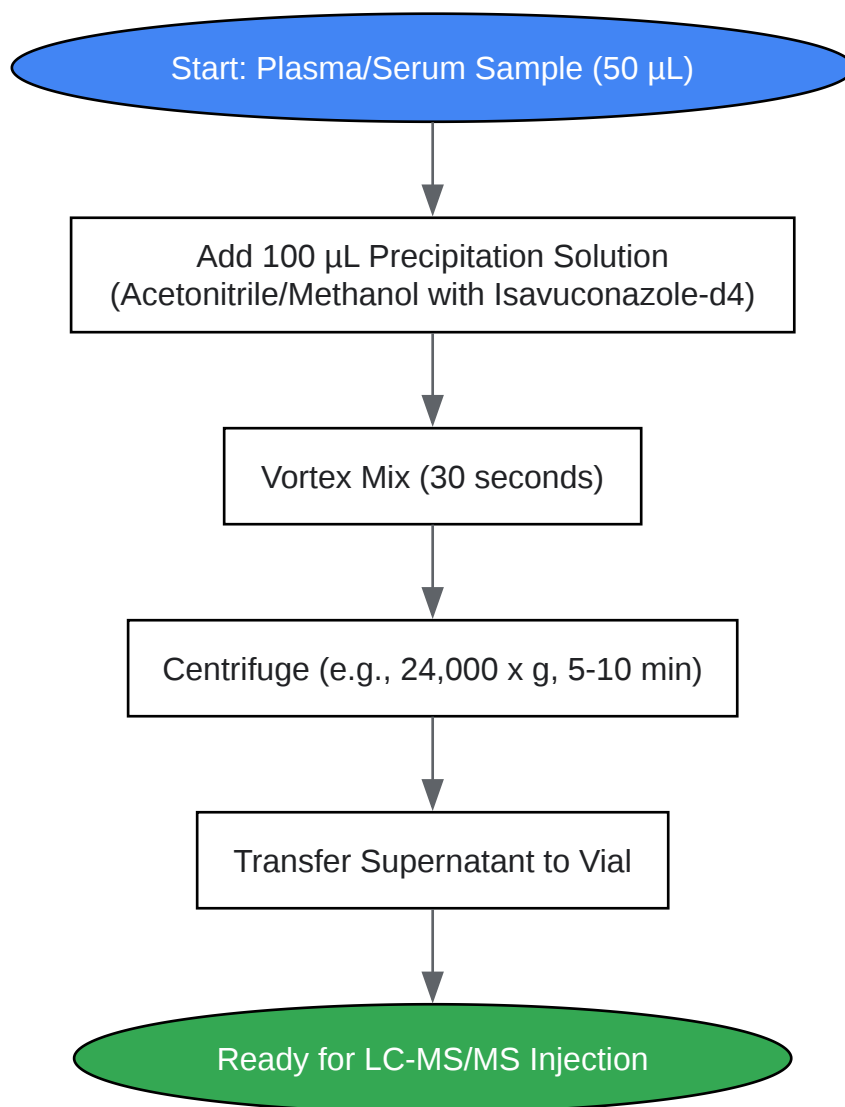 Start: Plasma/Serum Sample (50 µL)
Add 100 µL Precipitation Solution
(Acetonitrile/Methanol with Isavuconazole-d4)
Vortex Mix (30 seconds)
Centrifuge (e.g., 24,000 x g, 5-10 min)
Transfer Supernatant to Vial
Ready for LC-MS/MS Injection